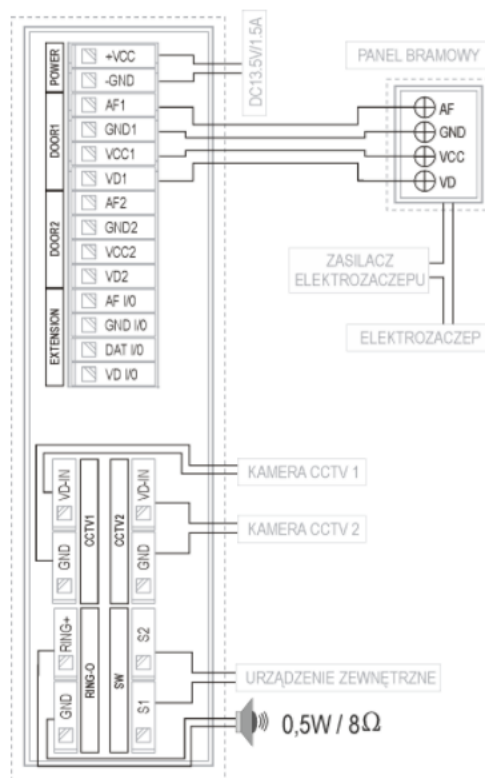 POWER
+VCC
-GND
DC13.5V/1.5A
DOOR1
AF1
GND1
VCC1
VD1
DOOR2
AF2
GND2
VCC2
VD2
EXTENSION
AF I/0
GND I/0
DAT I/0
VD I/0
PANEL BRAMOWY
AF
GND
VCC
VD
ZASILACZ
ELEKTROZACZEPU
ELEKTROZACZEP
VD-IN
GND
CCTV1
CCTV2
VD-IN
GND
KAMERA CCTV 1
KAMERA CCTV 2
RING+
GND
RING-O
SW
S2
S1
URZĄDZENIE ZEWNĘTRZNE
0,5W / 8Ω